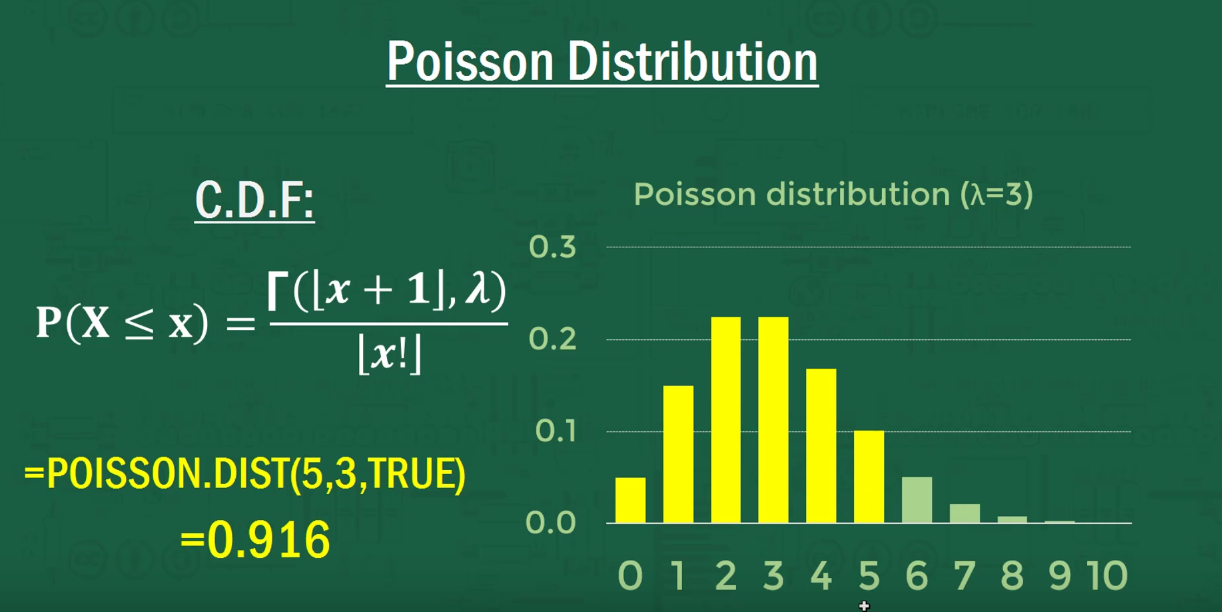 Poisson Distribution
C.D.F:
P(X ≤ x) = Γ(⌊x + 1⌋, λ) / ⌊x!⌋
=POISSON.DIST(5,3,TRUE)
=0.916
Poisson distribution (λ=3)
0.3
0.2
0.1
0.0
0 1 2 3 4 5 6 7 8 9 10